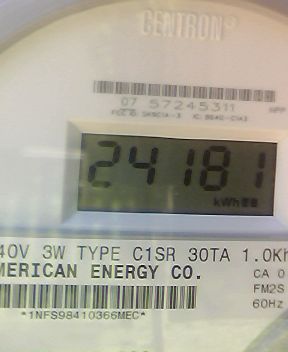 CENTRON®
07 57245311
24181
kWh
40V 3W TYPE C1SR 30TA 1.0Kh
MERICAN ENERGY CO.
CA 0
FM2S
60Hz
*1NFS98410366MEC*